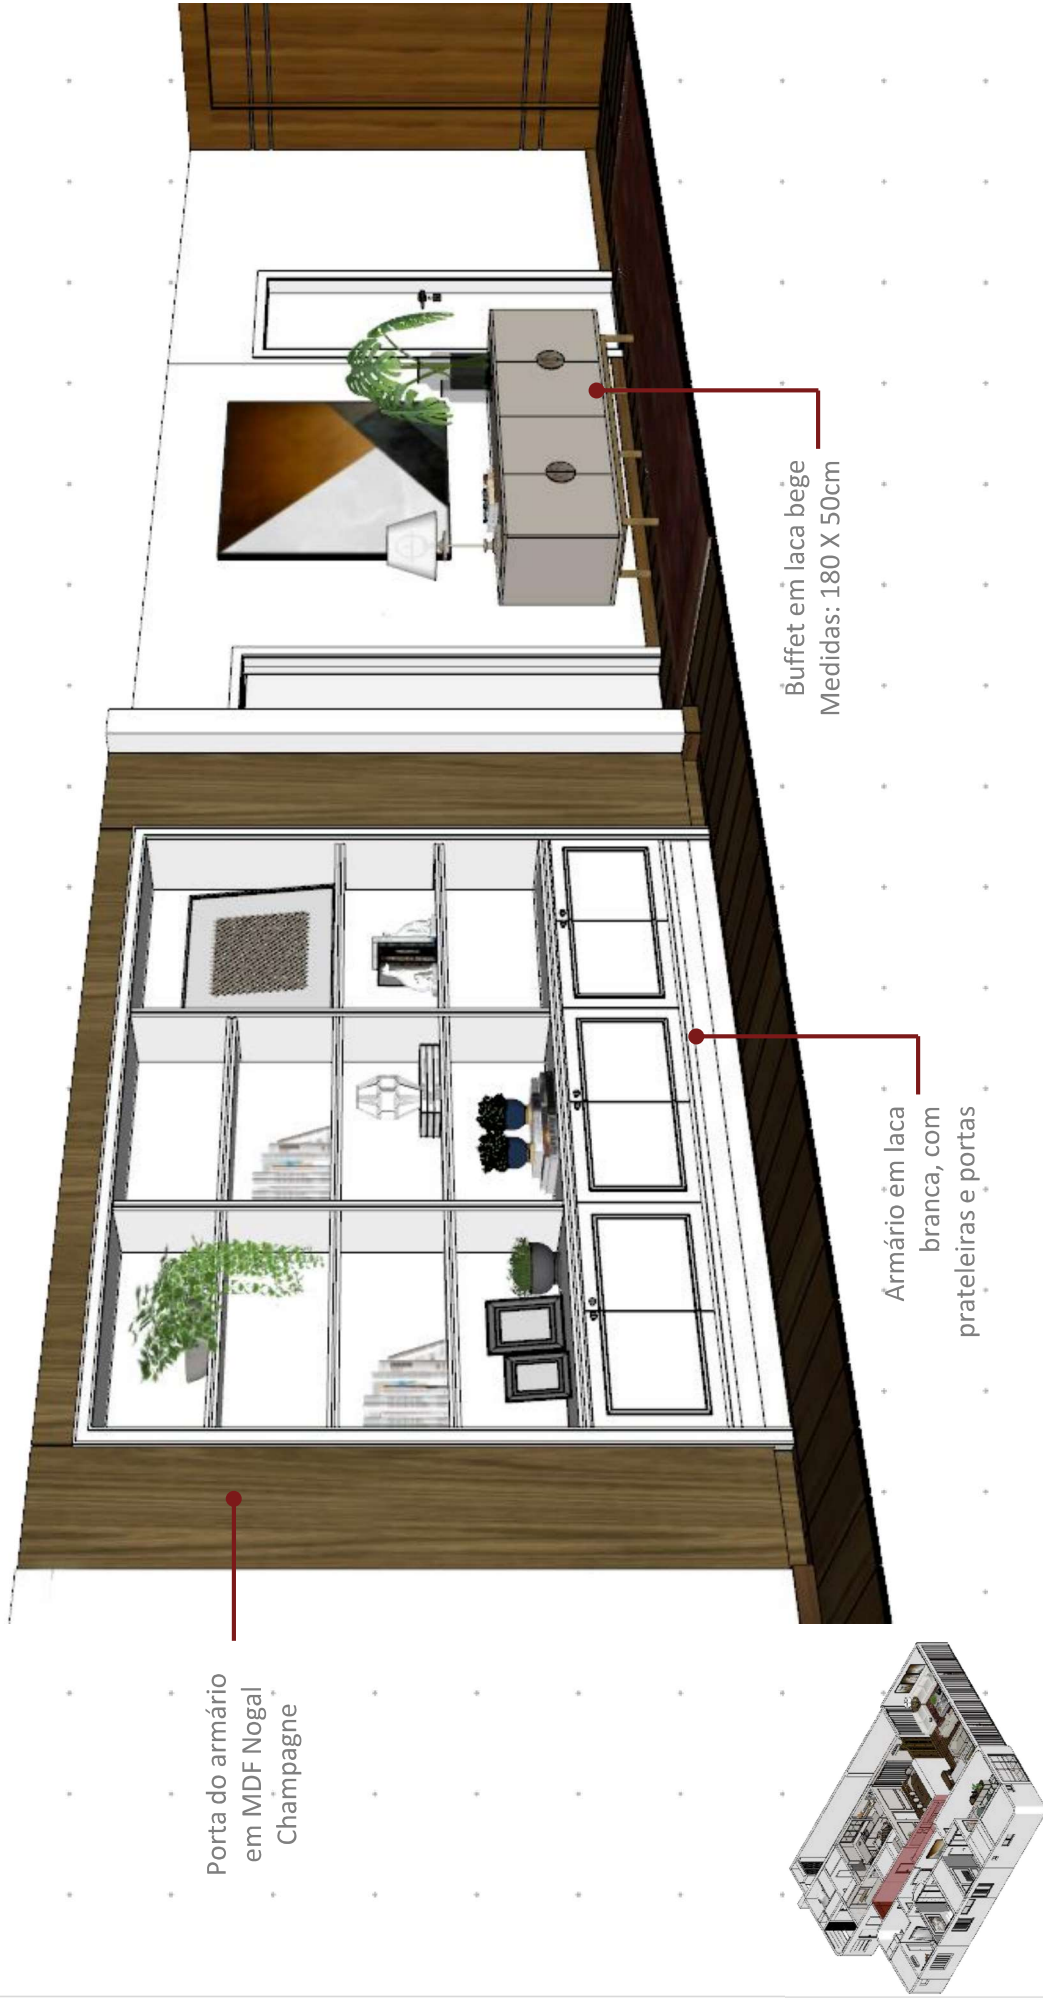 Porta do armário
em MDF Nogal
Champagne
Armário em laca
branca, com
prateleiras e portas
Buffet em laca bege
Medidas: 180 X 50cm